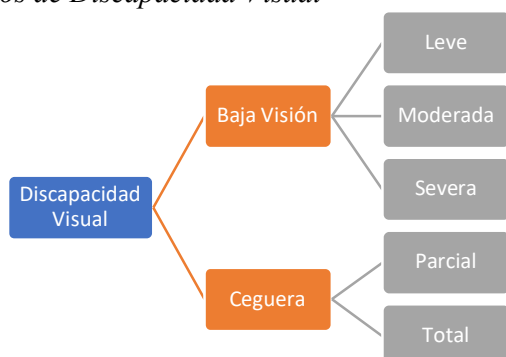 de Discapacidad Visual
Leve
Baja Visión
Moderada
Severa
Discapacidad
Visual
Parcial
Ceguera
Total